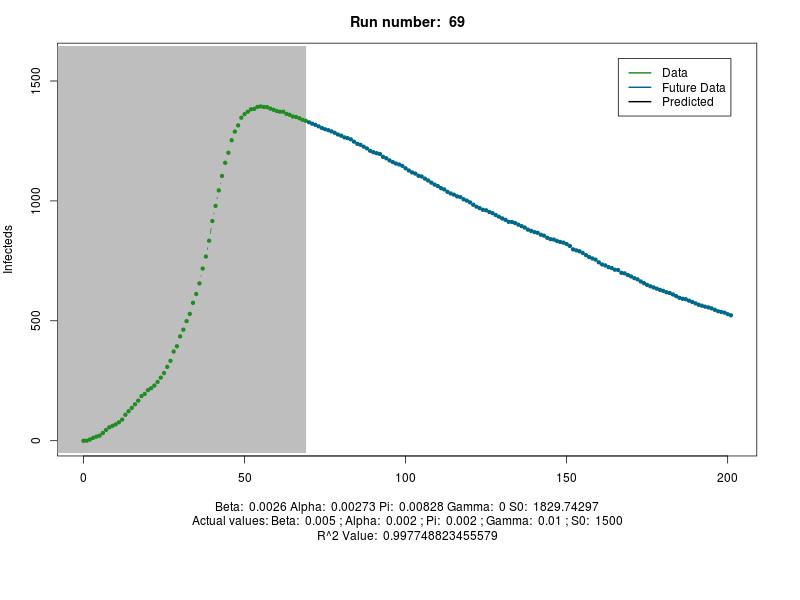 Run number: 69
Data
Future Data
Predicted
Infecteds
1500
1000
500
0
0 50 100 150 200
Beta: 0.0026 Alpha: 0.00273 Pi: 0.00828 Gamma: 0 S0: 1829.74297
Actual values: Beta: 0.005 ; Alpha: 0.002 ; Pi: 0.002 ; Gamma: 0.01 ; S0: 1500
R^2 Value: 0.997748823455579